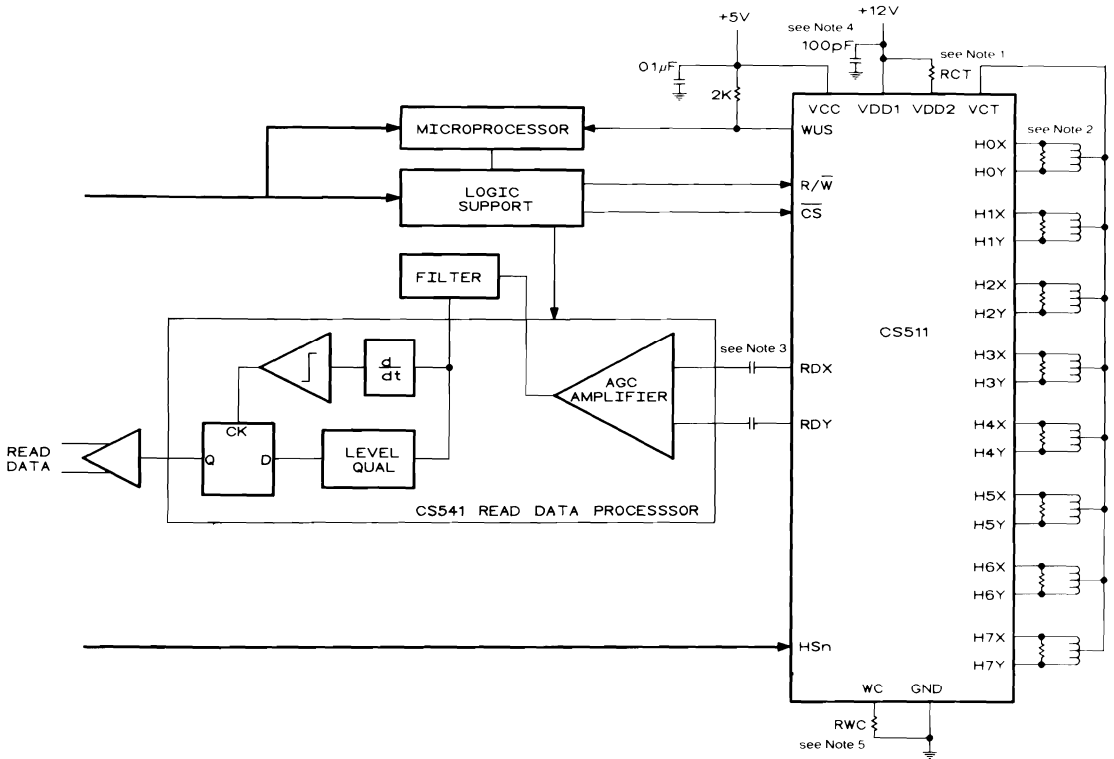 +5V
+12V
see Note 4
100pF
see Note 1
01µF
RCT
2K
VCC VDD1 VDD2 VCT
MICROPROCESSOR
WUS
see Note 2
H0X
H0Y
LOGIC
SUPPORT
R/W̅
C̅S̅
H1X
H1Y
FILTER
H2X
H2Y
CS511
d
dt
AGC
AMPLIFIER
see Note 3
RDX
RDY
H3X
H3Y
CK
Q D
LEVEL
QUAL
READ
DATA
H4X
H4Y
CS541 READ DATA PROCESSSOR
H5X
H5Y
H6X
H6Y
HSn
H7X
H7Y
WC GND
RWC
see Note 5